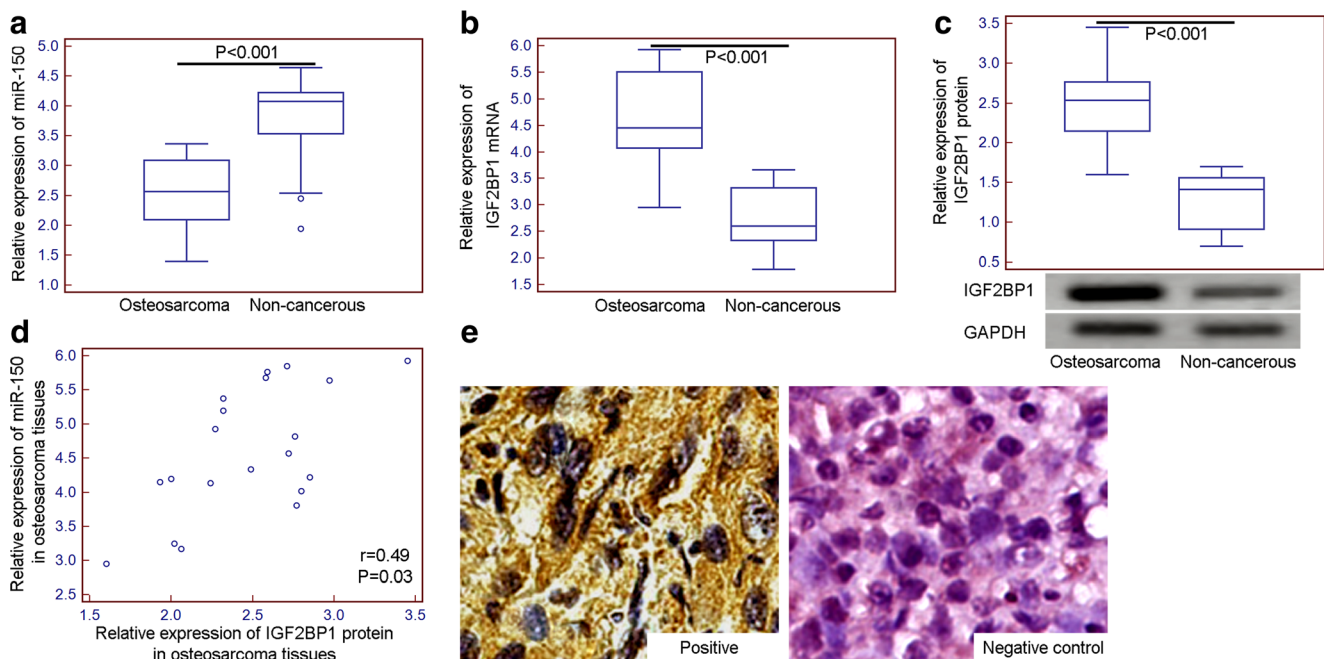 a
Relative expression of miR-150
5.0
4.5
4.0
3.5
3.0
2.5
2.0
1.5
1.0
P<0.001
Osteosarcoma
Non-cancerous
b
Relative expression of
IGF2BP1 mRNA
6.0
5.5
5.0
4.5
4.0
3.5
3.0
2.5
2.0
1.5
P<0.001
Osteosarcoma
Non-cancerous
c
Relative expression of
IGF2BP1 protein
3.5
3.0
2.5
2.0
1.5
1.0
0.5
P<0.001
IGF2BP1
GAPDH
Osteosarcoma
Non-cancerous
d
Relative expression of miR-150
in osteosarcoma tissues
6.0
5.5
5.0
4.5
4.0
3.5
3.0
2.5
r=0.49
P=0.03
1.5
2.0
2.5
3.0
3.5
Relative expression of IGF2BP1 protein
in osteosarcoma tissues
e
Positive
Negative control